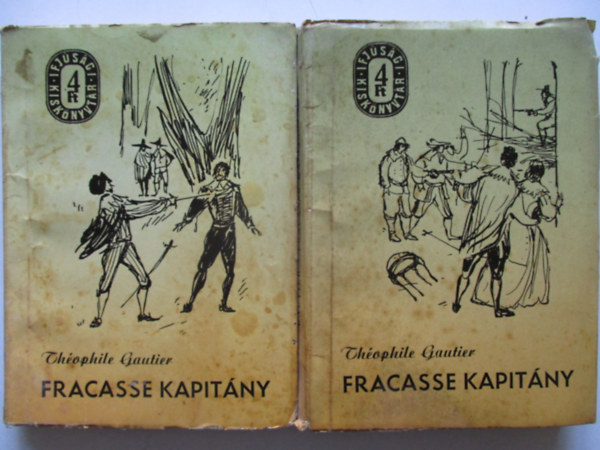 IFJÚSÁGI KISKÖNYVTÁR
4
Ft
Théophile Gautier
FRACASSE KAPITÁNY
IFJÚSÁGI KISKÖNYVTÁR
4
Ft
Théophile Gautier
FRACASSE KAPITÁNY